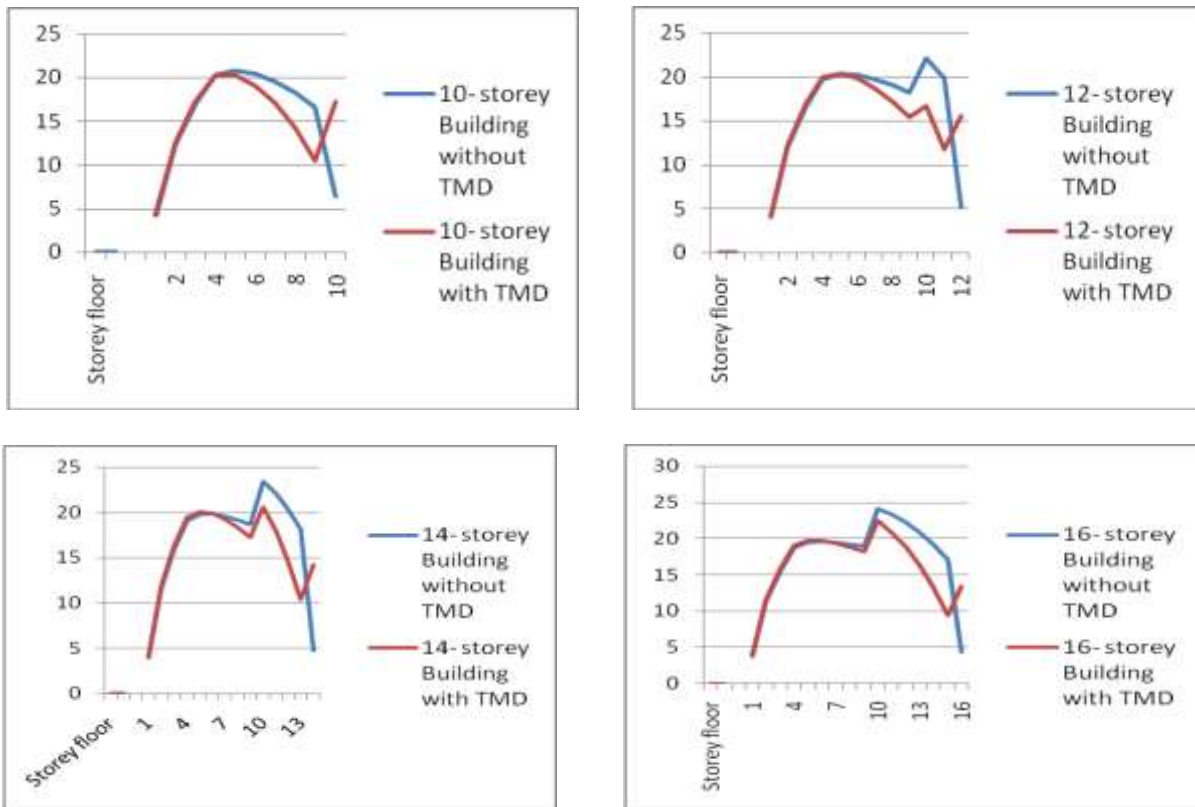 25
20
15
10
5
0
Storey floor
2
4
6
8
10
10- storey
Building
without
TMD
10- storey
Building
with TMD
25
20
15
10
5
0
Storey floor
2
4
6
8
10
12
12- storey
Building
without
TMD
12- storey
Building
with TMD
25
20
15
10
5
0
Storey floor
1
4
7
10
13
14- storey
Building
without
TMD
14- storey
Building
with TMD
30
25
20
15
10
5
0
Storey floor
1
4
7
10
13
16
16- storey
Building
without
TMD
16- storey
Building
with TMD